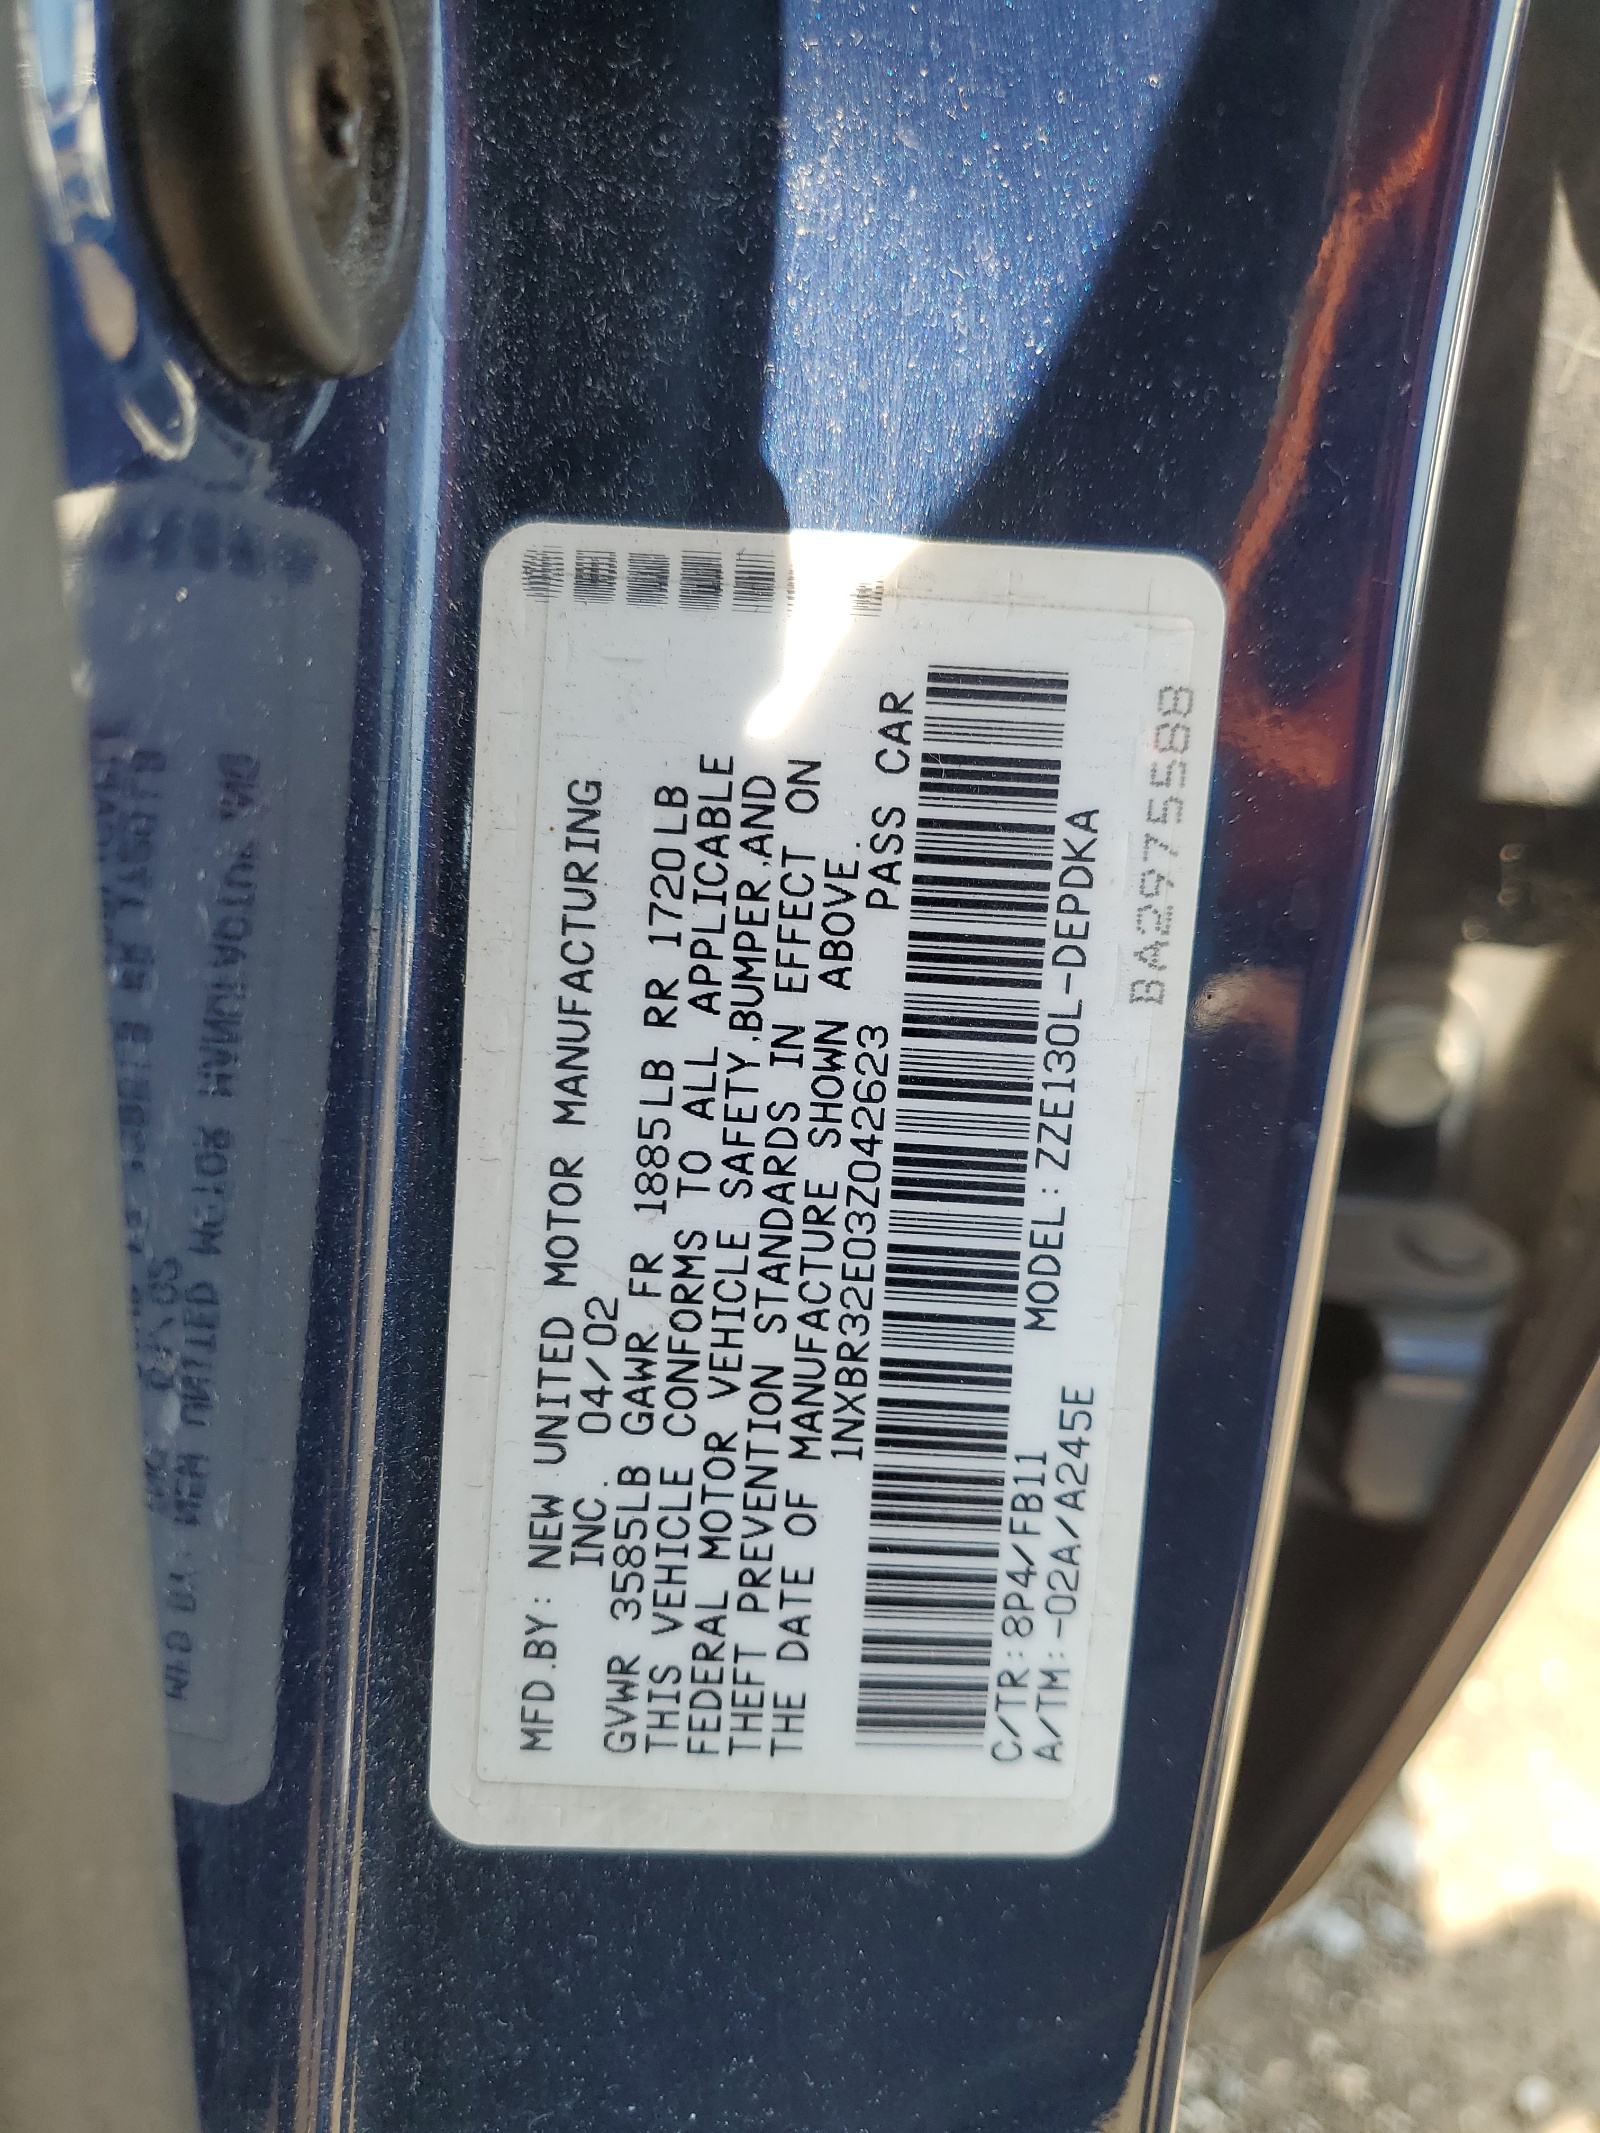 MFD.BY: NEW UNITED MOTOR MANUFACTURING
INC. 04/02
GVWR 3585LB GAWR FR 1885LB RR 1720LB
THIS VEHICLE CONFORMS TO ALL APPLICABLE
FEDERAL MOTOR VEHICLE SAFETY,BUMPER,AND
THEFT PREVENTION STANDARDS IN EFFECT ON
THE DATE OF MANUFACTURE SHOWN ABOVE.
1NXBR32E03Z042623 PASS CAR
C/TR:8P4/FB11 MODEL:ZZE130L-DEPDKA
A/TM:-02A/A245E
BA2975588